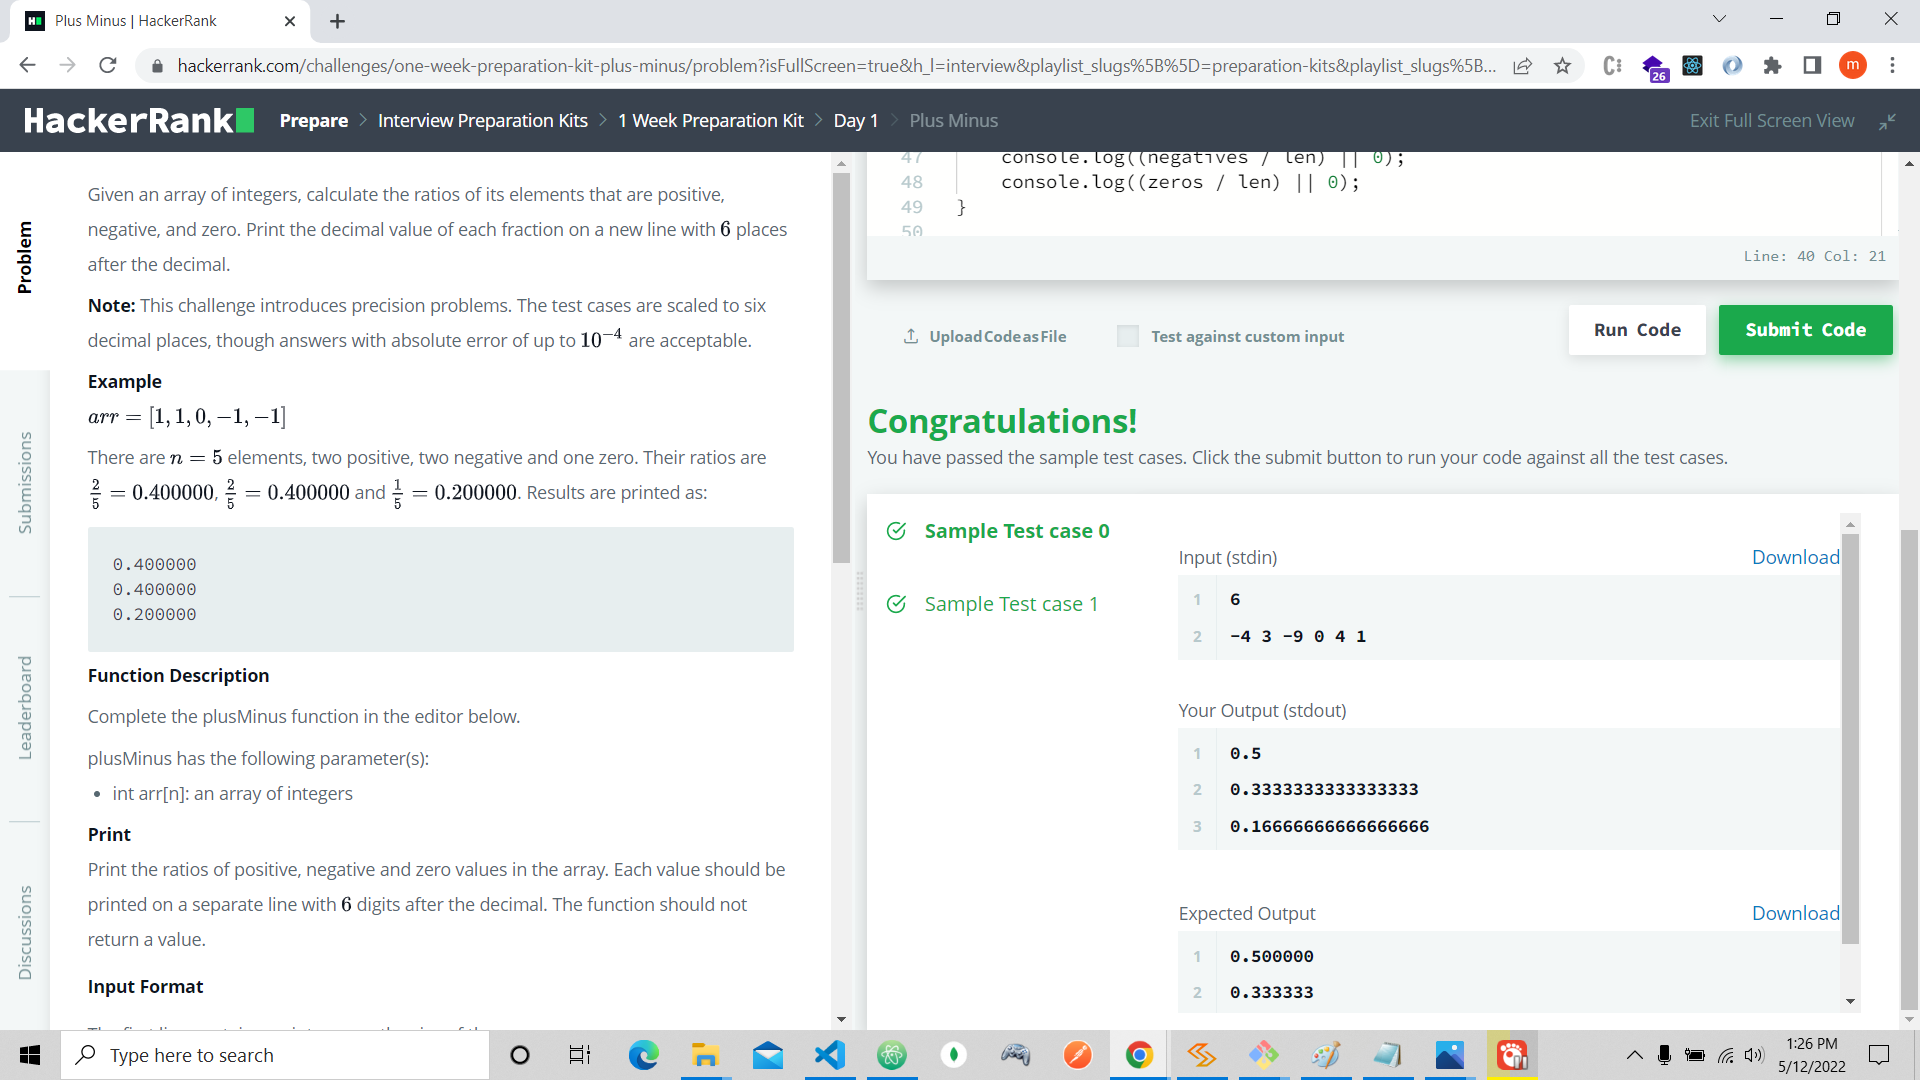 Plus Minus | HackerRank
hackerrank.com/challenges/one-week-preparation-kit-plus-minus/problem?isFullScreen=true&h_l=interview&playlist_slugs%5B%5D=preparation-kits&playlist_slugs%5B...
26
m
HackerRank
Prepare > Interview Preparation Kits > 1 Week Preparation Kit > Day 1 > Plus Minus
Exit Full Screen View
Problem
Submissions
Leaderboard
Discussions
Given an array of integers, calculate the ratios of its elements that are positive,
negative, and zero. Print the decimal value of each fraction on a new line with 6 places
after the decimal.
Note: This challenge introduces precision problems. The test cases are scaled to six
decimal places, though answers with absolute error of up to 10^−4 are acceptable.
Example
arr = [1, 1, 0, −1, −1]
There are n = 5 elements, two positive, two negative and one zero. Their ratios are
2/5 = 0.400000, 2/5 = 0.400000 and 1/5 = 0.200000. Results are printed as:
0.400000
0.400000
0.200000
Function Description
Complete the plusMinus function in the editor below.
plusMinus has the following parameter(s):
• int arr[n]: an array of integers
Print
Print the ratios of positive, negative and zero values in the array. Each value should be
printed on a separate line with 6 digits after the decimal. The function should not
return a value.
Input Format
47 console.log((negatives / len) || 0);
48 console.log((zeros / len) || 0);
49 }
50
Line: 40 Col: 21
Upload Code as File
Test against custom input
Run Code
Submit Code
Congratulations!
You have passed the sample test cases. Click the submit button to run your code against all the test cases.
Sample Test case 0
Sample Test case 1
Input (stdin)
Download
1 6
2 -4 3 -9 0 4 1
Your Output (stdout)
1 0.5
2 0.3333333333333333
3 0.16666666666666666
Expected Output
Download
1 0.500000
2 0.333333
Type here to search
1:26 PM
5/12/2022